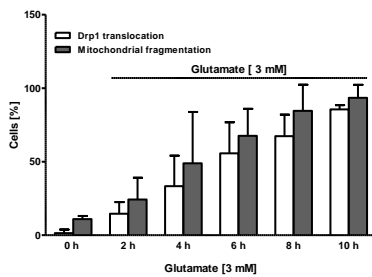 150
Drp1 translocation
Mitochondrial fragmentation
Glutamate [ 3 mM]
100
50
0
Cells [%]
0 h 2 h 4 h 6 h 8 h 10 h
Glutamate [3 mM]